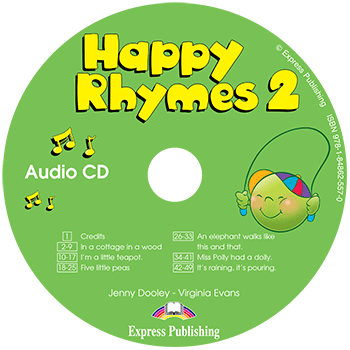 Happy
Rhymes 2
© Express Publishing
ISBN 978-1-84862-557-0
Audio CD
1 Credits
2-9 In a cottage in a wood
10-17 I'm a little teapot.
18-25 Five little peas
26-33 An elephant walks like
this and that.
34-41 Miss Polly had a dolly.
42-49 It's raining, it's pouring.
Jenny Dooley - Virginia Evans
Express Publishing